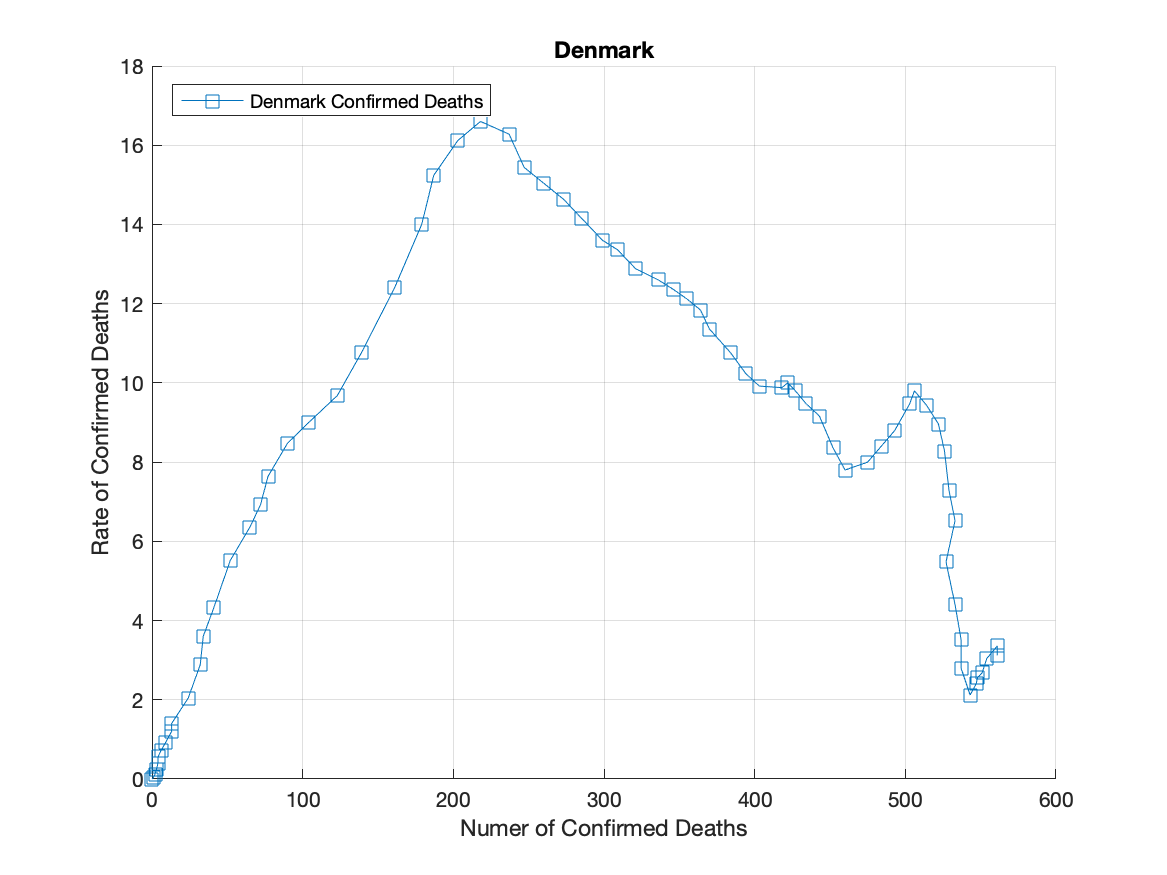 Denmark
Denmark Confirmed Deaths
18
16
14
12
10
8
6
4
2
0
Rate of Confirmed Deaths
0 100 200 300 400 500 600
Numer of Confirmed Deaths